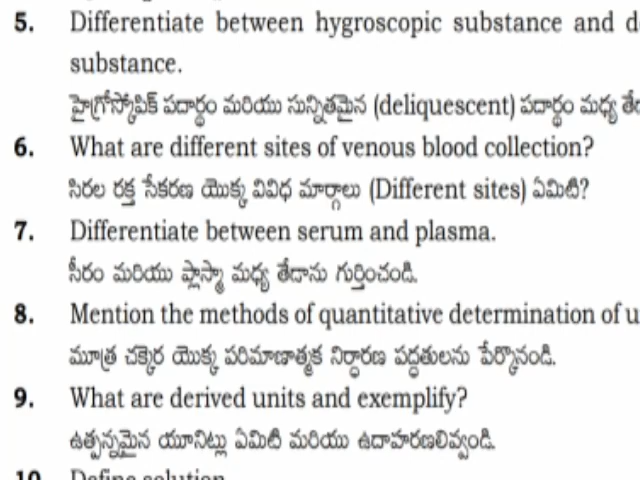 5. Differentiate between hygroscopic substance and d
substance.
హైగ్రోస్కోపిక్ పదార్థం మరియు సున్నితమైన (deliquescent) పదార్థం మధ్య తే
6. What are different sites of venous blood collection?
సిరల రక్త సేకరణ యొక్క వివిధ మార్గాలు (Different sites) ఏమిటి?
7. Differentiate between serum and plasma.
సీరం మరియు ప్లాస్మా మధ్య తేడాను గుర్తించండి.
8. Mention the methods of quantitative determination of u
మూత్ర చక్కెర యొక్క పరిమాణాత్మక నిర్ధారణ పద్ధతులను పేర్కొనండి.
9. What are derived units and exemplify?
ఉత్పన్నమైన యూనిట్లు ఏమిటి మరియు ఉదాహరణలివ్వండి.
10. Define solution